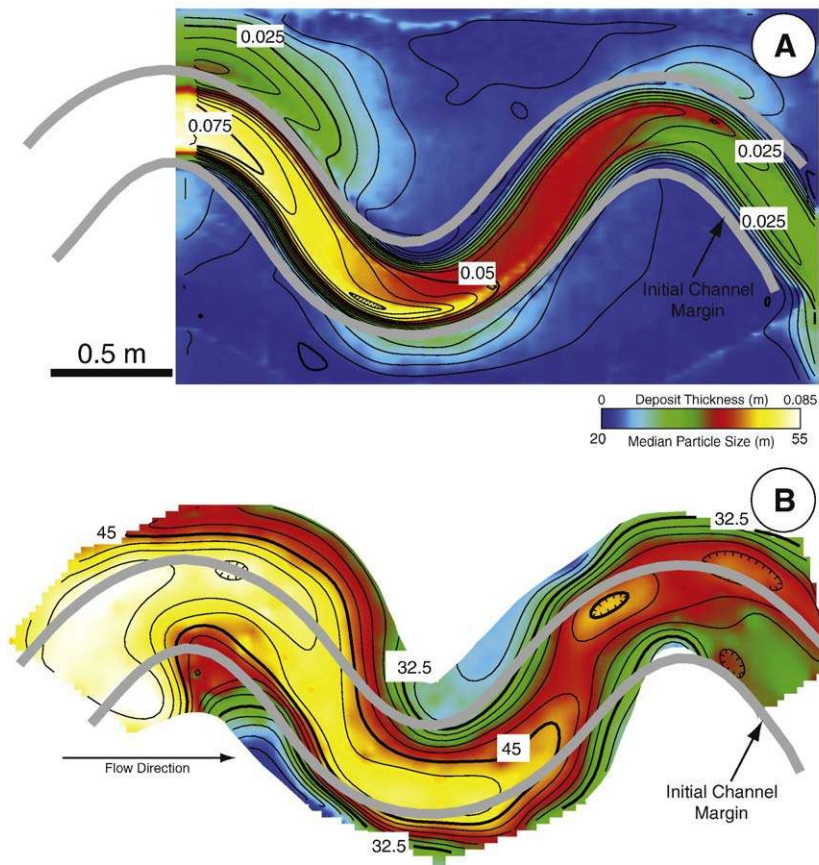 0.025
A
0.075
0.025
0.025
0.05
Initial Channel
Margin
0.5 m
0 Deposit Thickness (m) 0.085
20 Median Particle Size (m) 55
B
45
32.5
32.5
45
Flow Direction
Initial Channel
Margin
32.5